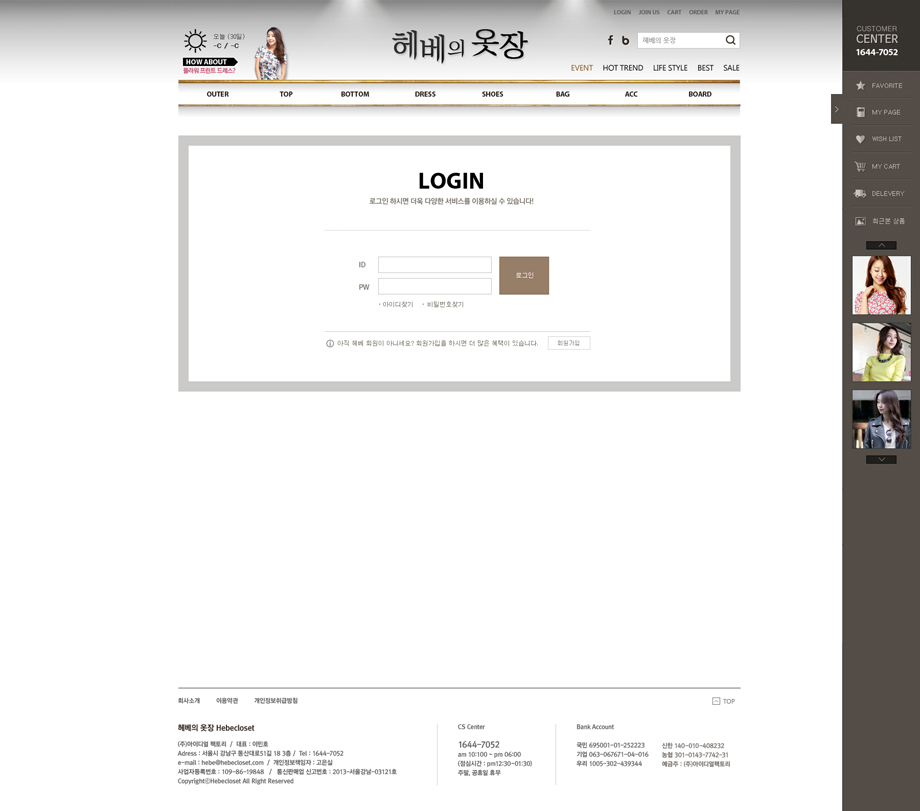 LOGIN JOIN US CART ORDER MY PAGE
오늘 (30일)
-C / -C
HOW ABOUT
플라워 프린트 드레스?
헤베의 옷장
헤베의 옷장
EVENT HOT TREND LIFE STYLE BEST SALE
OUTER TOP BOTTOM DRESS SHOES BAG ACC BOARD
CUSTOMER
CENTER
1644-7052
FAVORITE
MY PAGE
WISH LIST
MY CART
DELEVERY
최근본 상품
LOGIN
로그인 하시면 더욱 다양한 서비스를 이용하실 수 있습니다!
ID
PW
로그인
· 아이디찾기 · 비밀번호찾기
아직 헤베 회원이 아니세요? 회원가입을 하시면 더 많은 혜택이 있습니다. 회원가입
회사소개 이용약관 개인정보취급방침 TOP
헤베의 옷장 Hebecloset
(주)아이디얼 팩토리 / 대표 : 이민호
Adress : 서울시 강남구 통산대로51길 18 3층 / Tel : 1644-7052
e-mail : hebe@hebecloset.com / 개인정보책임자 : 고은실
사업자등록번호 : 109-86-19848 / 통신판매업 신고번호 : 2013-서울강남-03121호
CopyrightⓒHebecloset All Right Reserved
CS Center
1644-7052
am 10:100 ~ pm 06:00
(점심시간 : pm12:30~01:30)
주말, 공휴일 휴무
Bank Account
국민 695001-01-252223
기업 063-067671-04-016
우리 1005-302-439344
신한 140-010-408232
농협 301-0143-7742-31
예금주 : (주)아이디얼팩토리